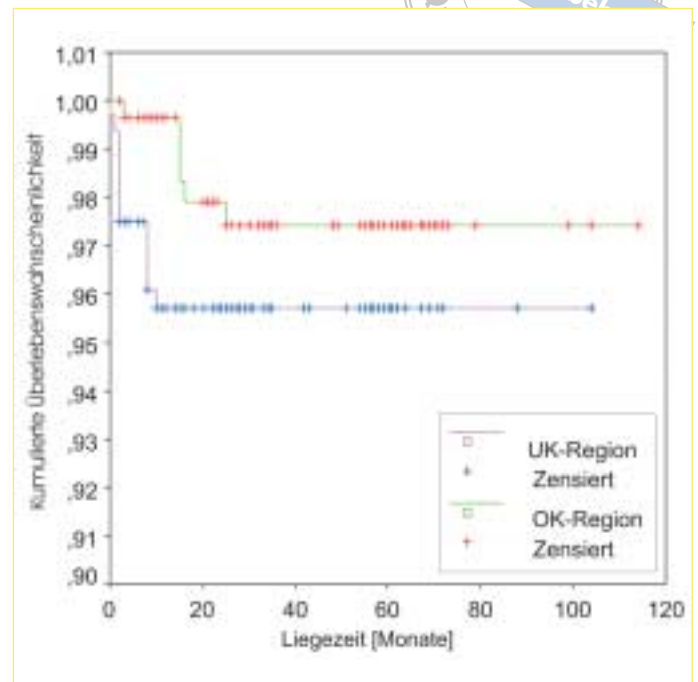 Kumulierte Überlebenswahrscheinlichkeit
1,01
1,00
,99
,98
,97
,96
,95
,94
,93
,92
,91
,90
0 20 40 60 80 100 120
Liegezeit [Monate]
UK-Region
Zensiert
OK-Region
Zensiert